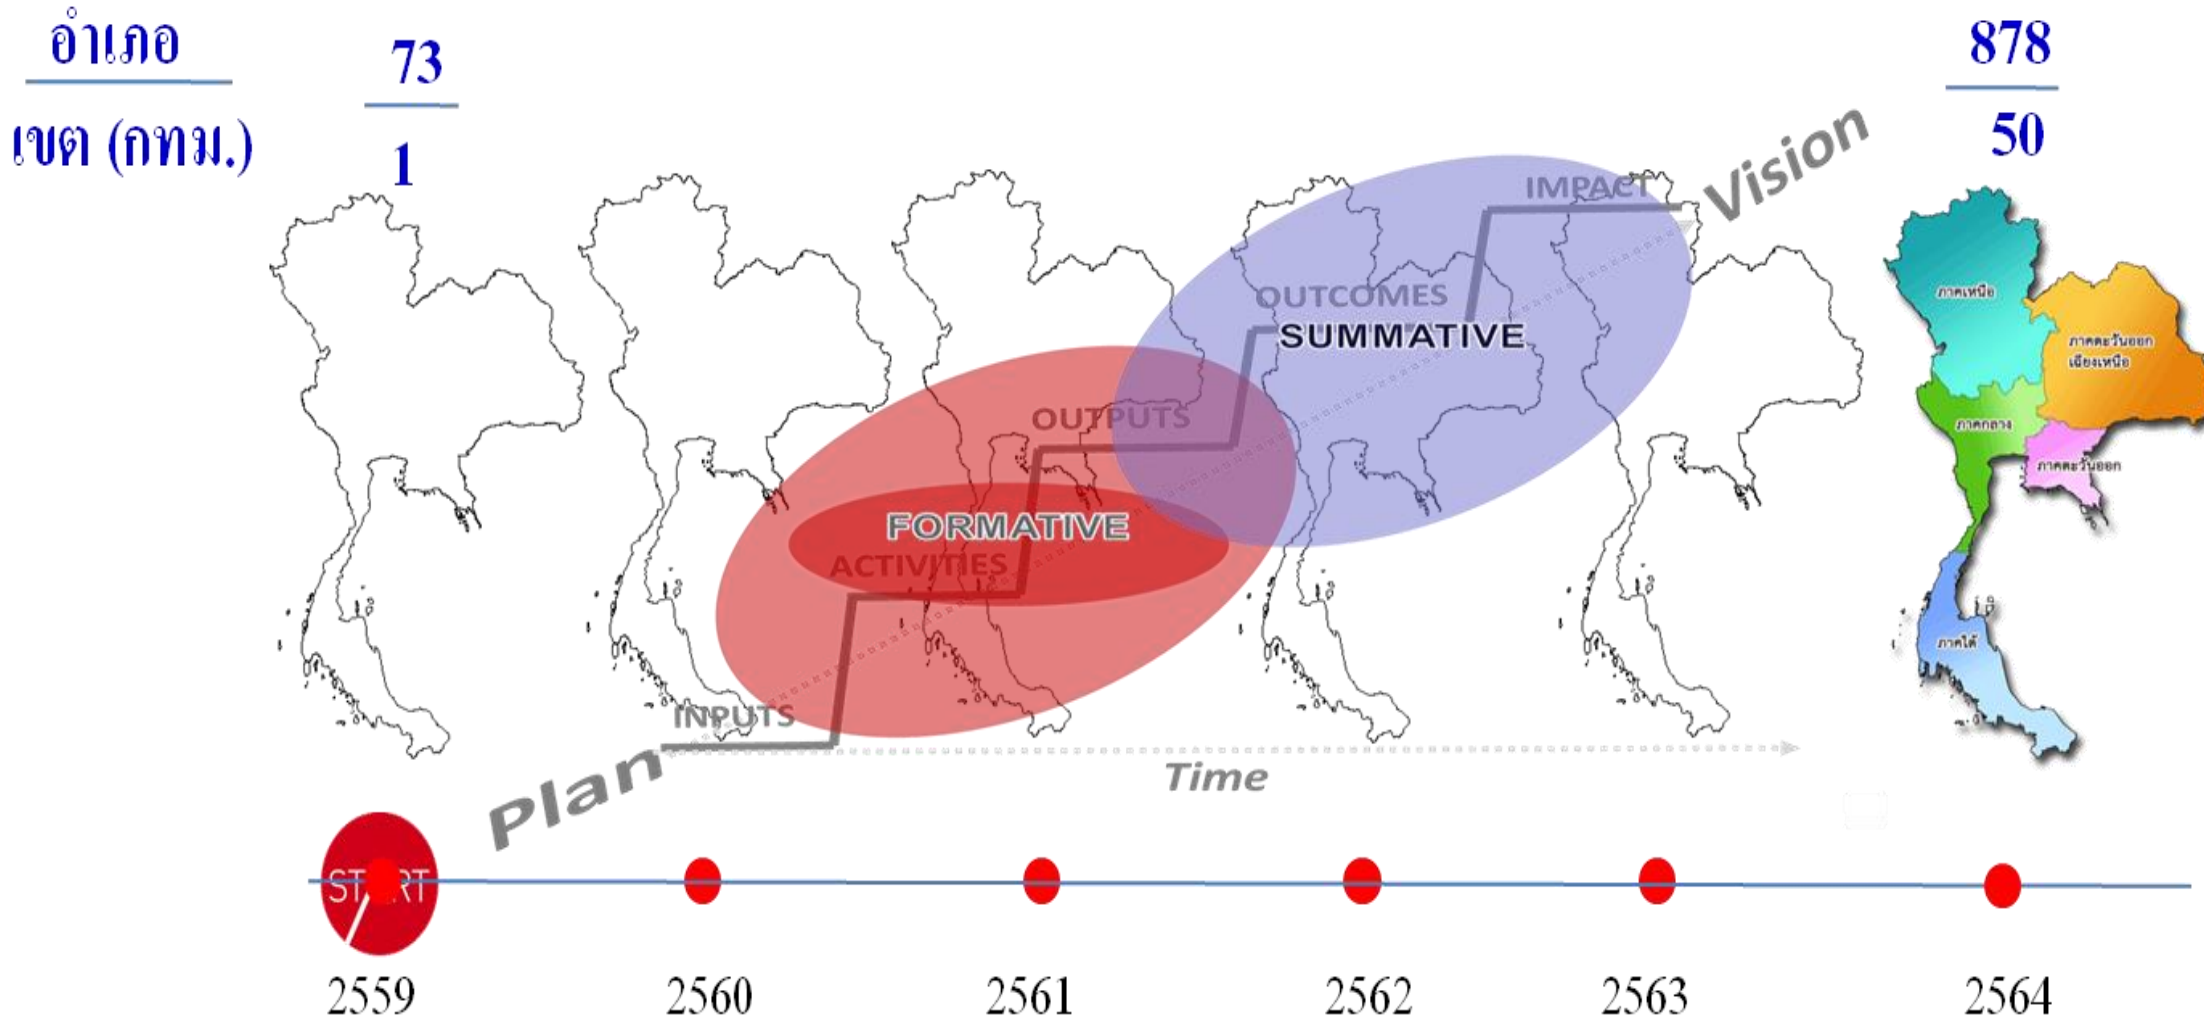 อำเภอ
เขต (กทม.)
73
1
878
50
Vision
IMPACT
OUTCOMES
SUMMATIVE
OUTPUTS
FORMATIVE
ACTIVITIES
INPUTS
Plan
Time
ภาคเหนือ
ภาคตะวันออก
เฉียงเหนือ
ภาคกลาง
ภาคตะวันออก
ภาคใต้
START
2559
2560
2561
2562
2563
2564